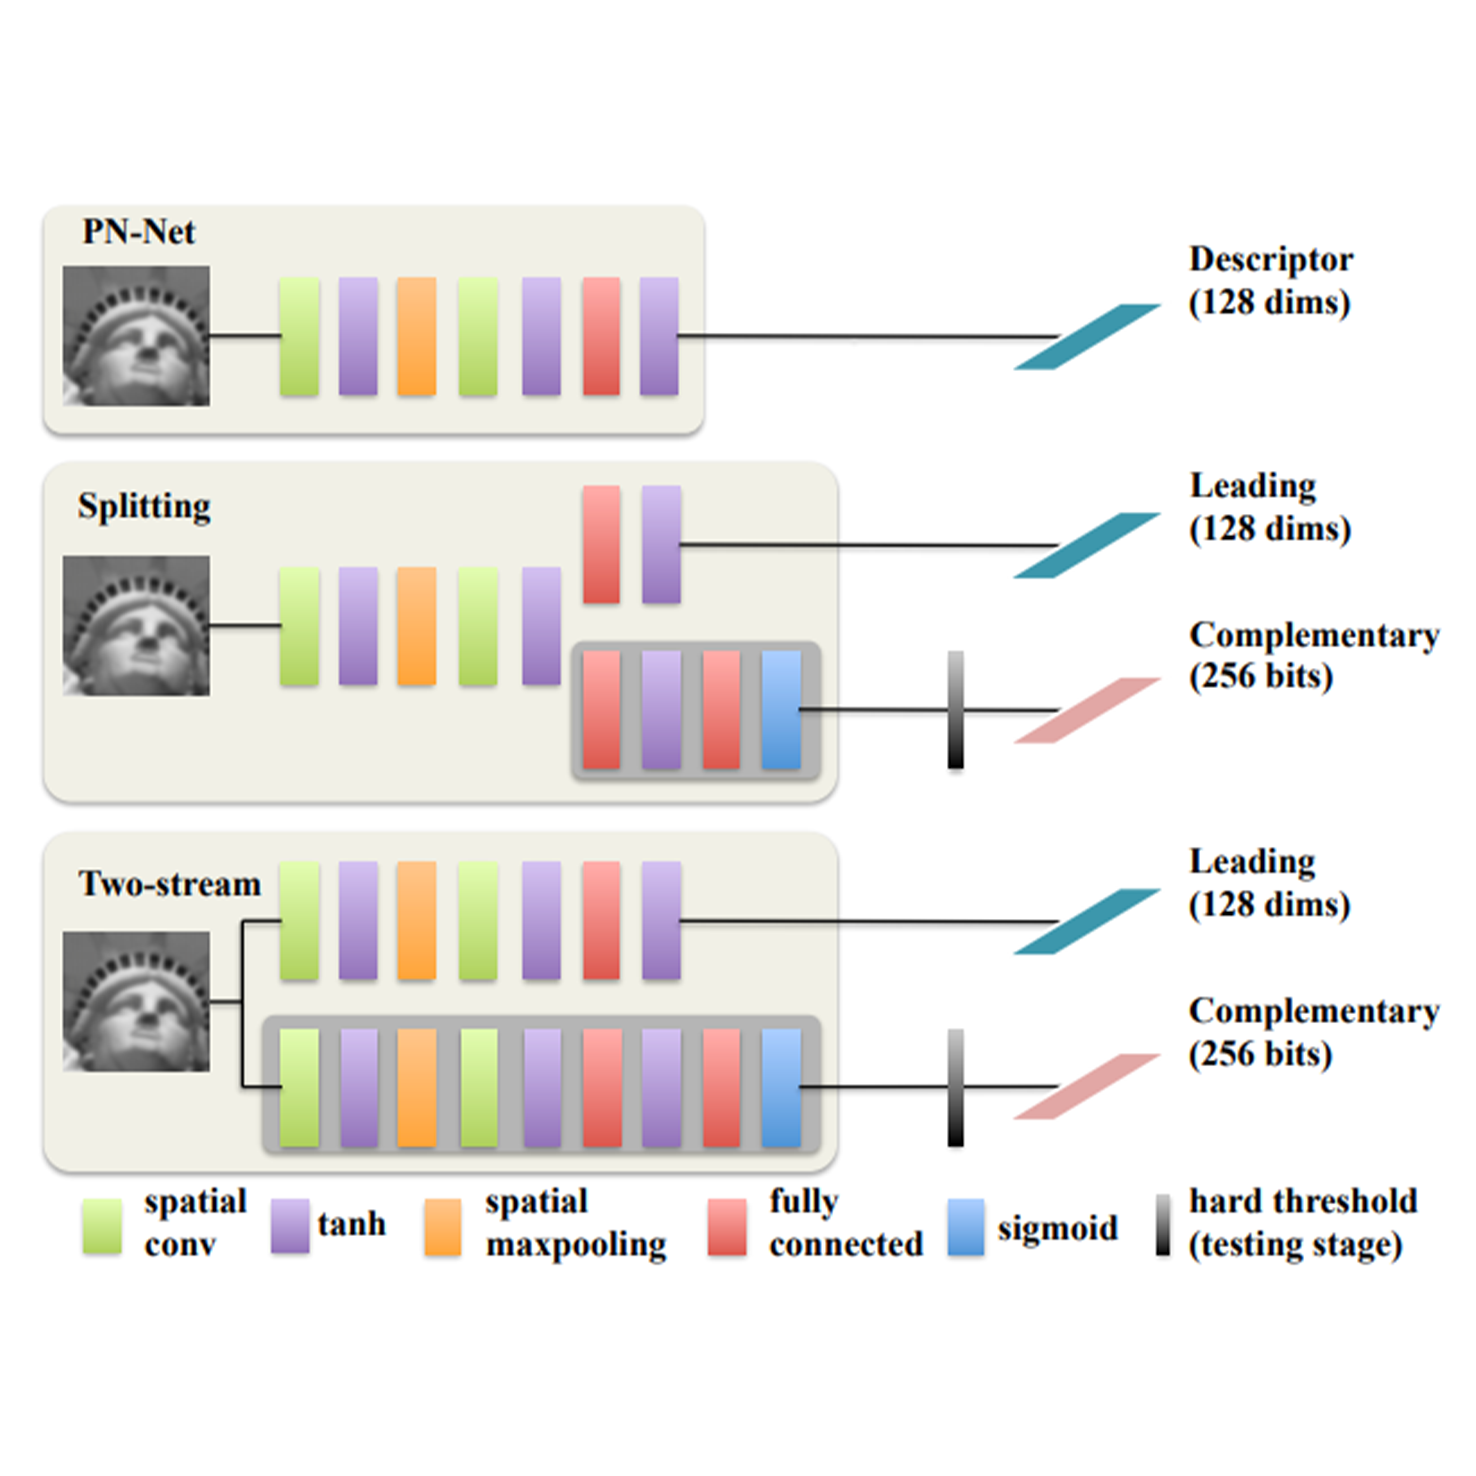 PN-Net
Descriptor
(128 dims)
Splitting
Leading
(128 dims)
Complementary
(256 bits)
Two-stream
Leading
(128 dims)
Complementary
(256 bits)
spatial
conv
tanh
spatial
maxpooling
fully
connected
sigmoid
hard threshold
(testing stage)